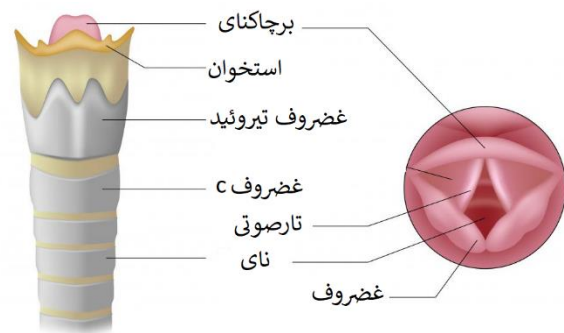 برچاکنای
استخوان
غضروف تیروئید
غضروف c
تارصوتی
نای
غضروف